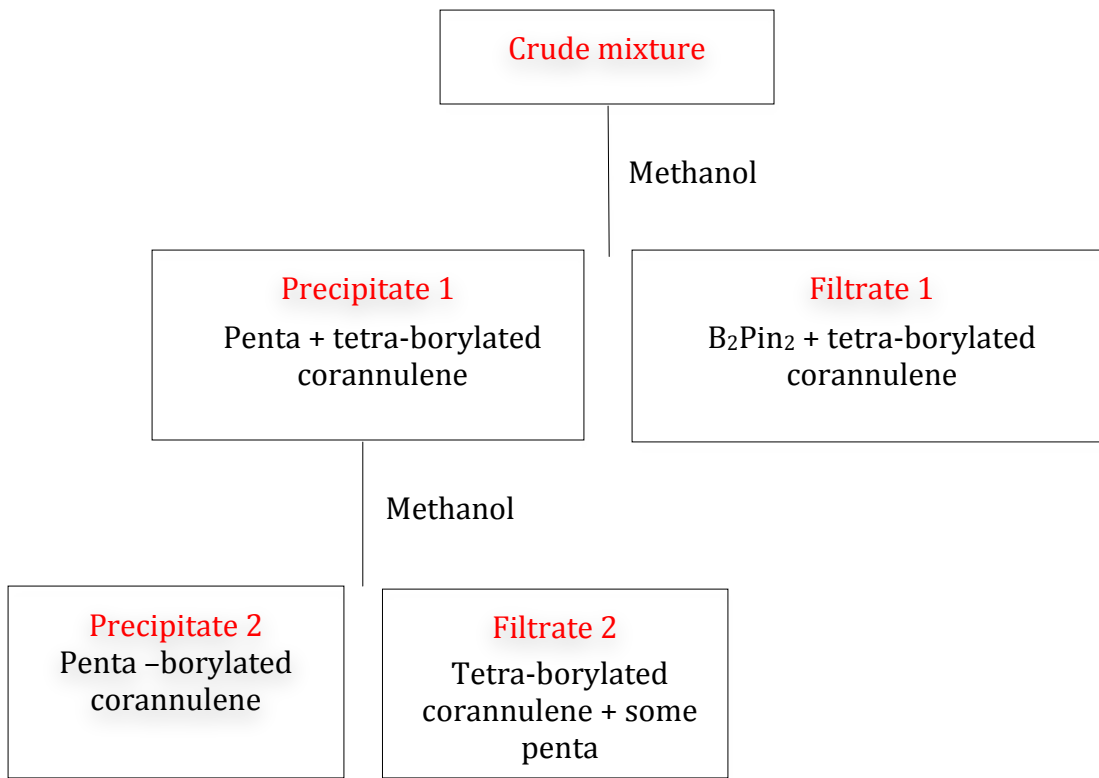 Crude mixture
Methanol
Precipitate 1
Penta + tetra-borylated
corannulene
Filtrate 1
B₂Pin₂ + tetra-borylated
corannulene
Methanol
Precipitate 2
Penta –borylated
corannulene
Filtrate 2
Tetra-borylated
corannulene + some
penta